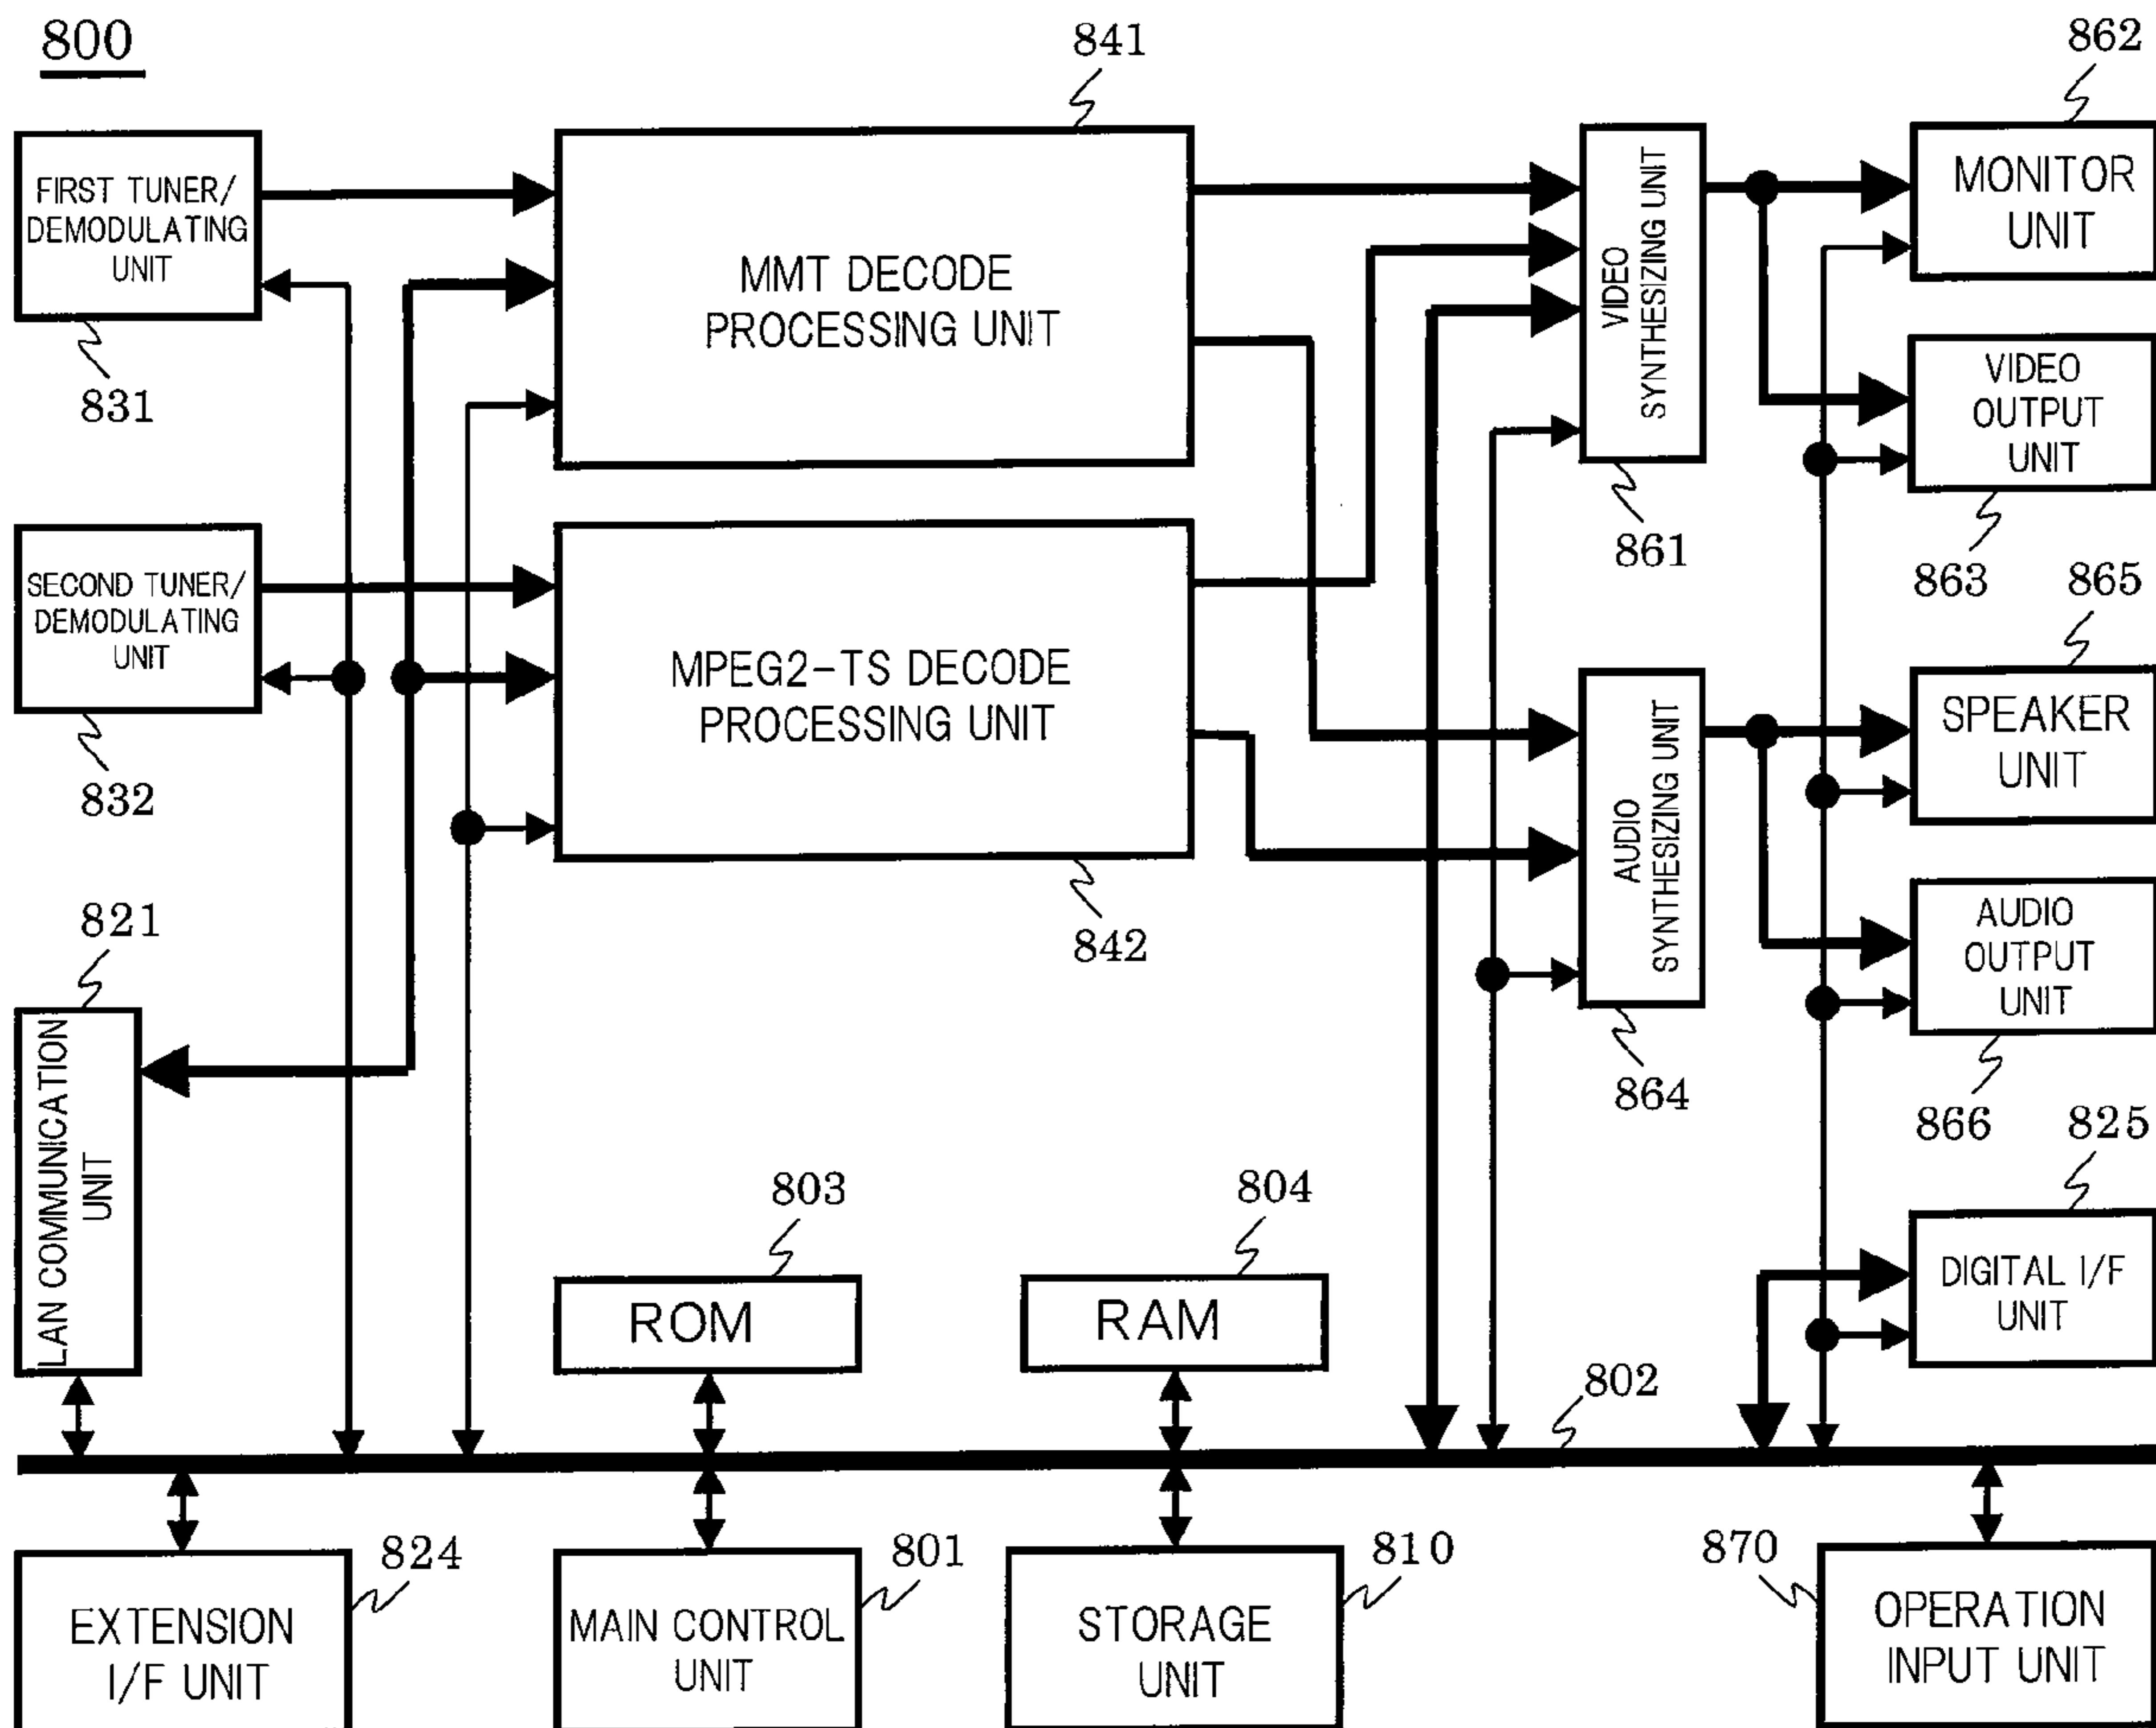 800
841
862
FIRST TUNER/
DEMODULATING
UNIT
831
MMT DECODE
PROCESSING UNIT
VIDEO
SYNTHESIZING UNIT
861
MONITOR
UNIT
VIDEO
OUTPUT
UNIT
863
SECOND TUNER/
DEMODULATING
UNIT
832
MPEG2-TS DECODE
PROCESSING UNIT
842
AUDIO
SYNTHESIZING UNIT
864
865
SPEAKER
UNIT
AUDIO
OUTPUT
UNIT
866
821
LAN COMMUNICATION
UNIT
803
ROM
804
RAM
825
DIGITAL I/F
UNIT
802
824
EXTENSION
I/F UNIT
801
MAIN CONTROL
UNIT
810
STORAGE
UNIT
870
OPERATION
INPUT UNIT